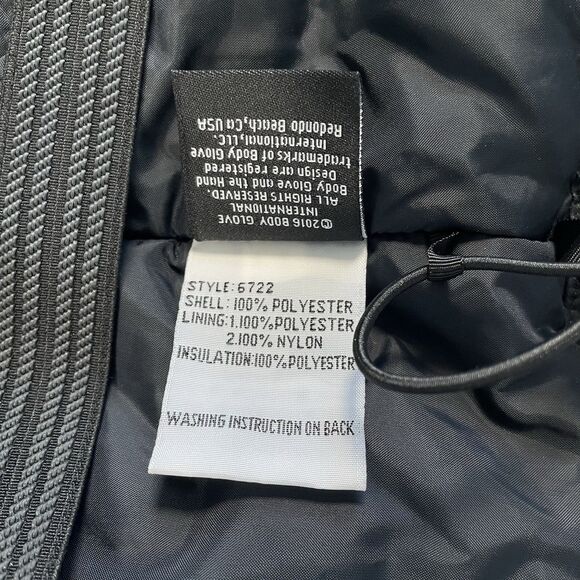 ©2016 BODY GLOVE
INTERNATIONAL
ALL RIGHTS RESERVED.
Body Glove and the Hand
Design are registered
trademarks of Body Glove
International, LLC.
Redondo Beach,Ca USA
STYLE:6722
SHELL:100%POLYESTER
LINING:1.100%POLYESTER
2.100% NYLON
INSULATION:100%POLYESTER
WASHING INSTRUCTION ON BACK